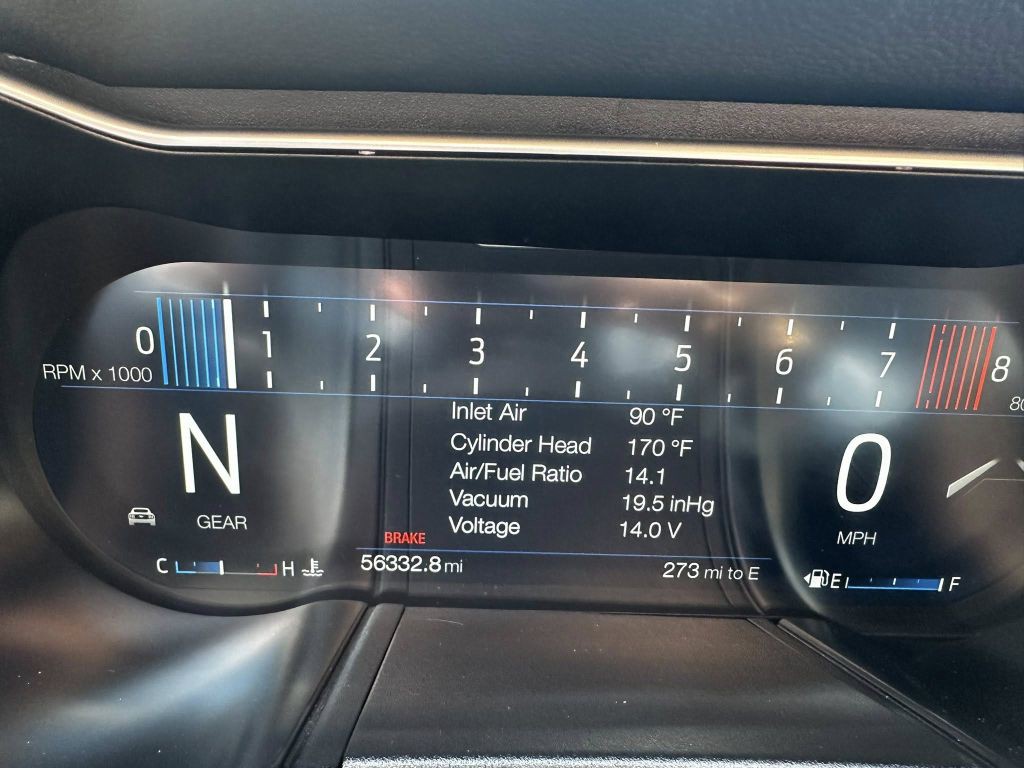 0 1 2 3 4 5 6 7 8
RPM x 1000
Inlet Air 90 °F
Cylinder Head 170 °F
Air/Fuel Ratio 14.1
Vacuum 19.5 inHg
Voltage 14.0 V
N
GEAR
0
MPH
BRAKE
C H
56332.8 mi
273 mi to E
E F